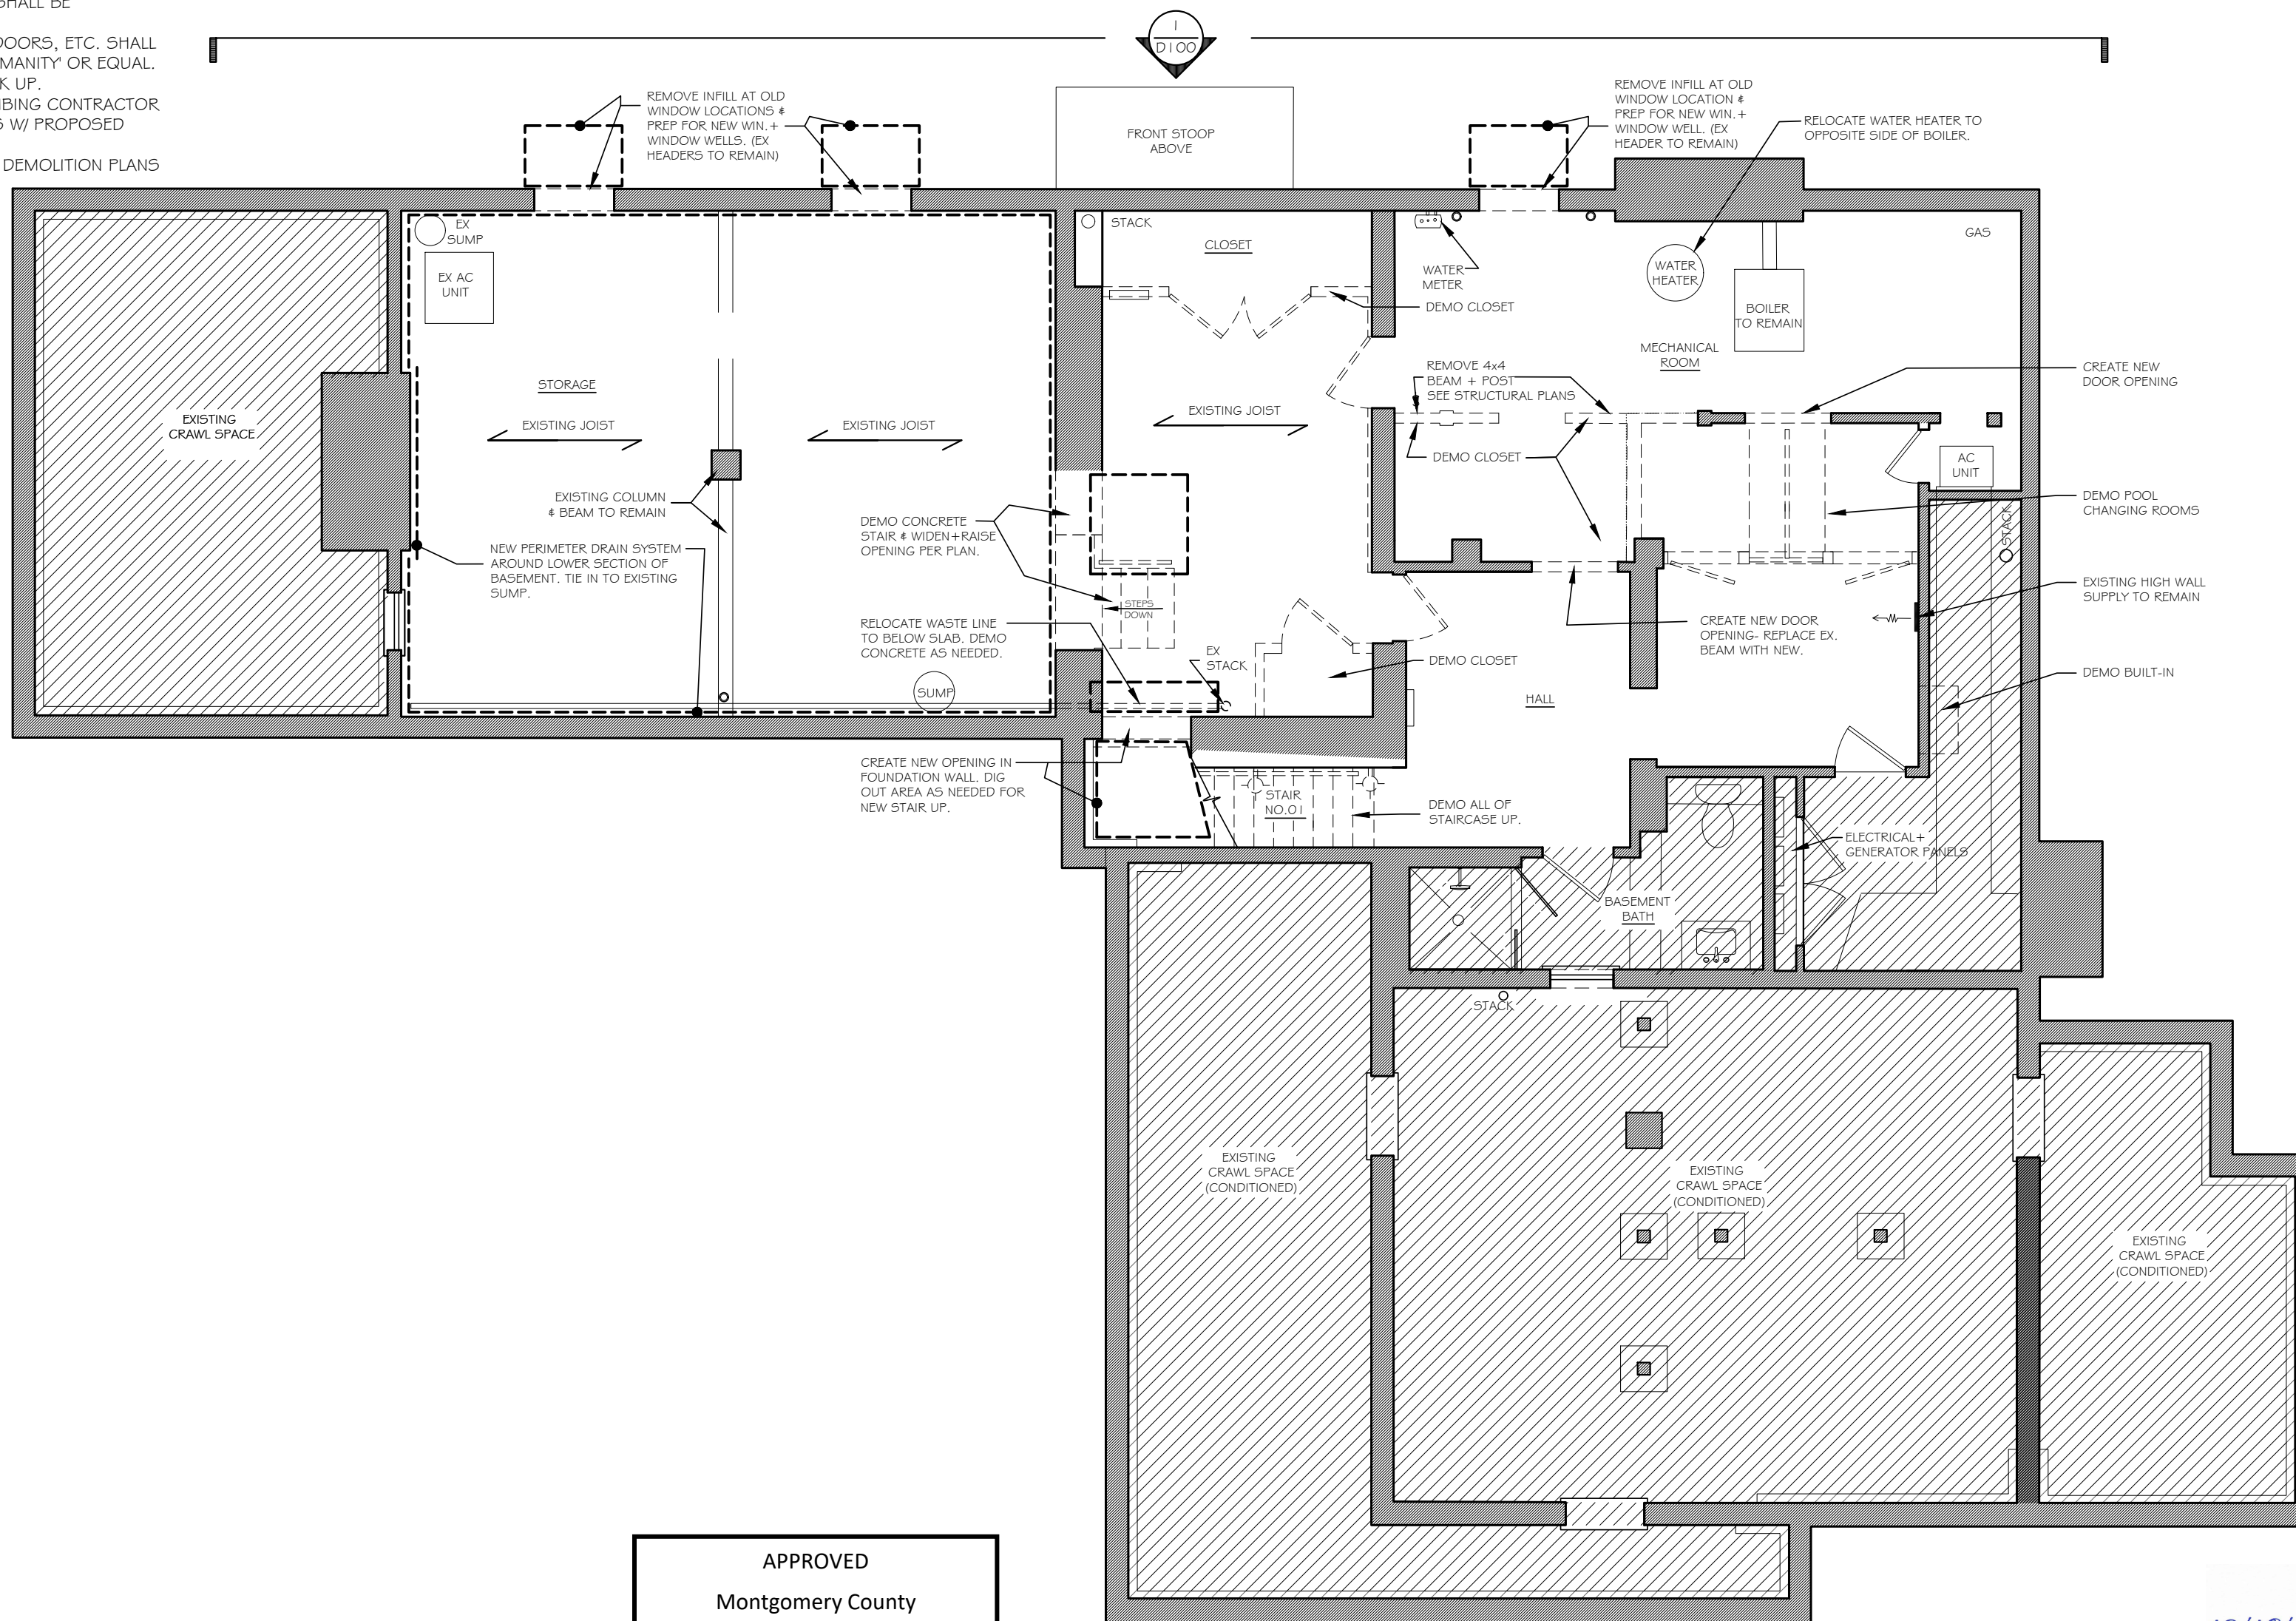 SHALL BE
DOORS, ETC. SHALL
MANITY' OR EQUAL.
K UP.
BING CONTRACTOR
S W/ PROPOSED
DEMOLITION PLANS
1
D100
REMOVE INFILL AT OLD
WINDOW LOCATIONS &
PREP FOR NEW WIN.+
WINDOW WELLS. (EX
HEADERS TO REMAIN)
FRONT STOOP
ABOVE
REMOVE INFILL AT OLD
WINDOW LOCATION &
PREP FOR NEW WIN.+
WINDOW WELL. (EX
HEADER TO REMAIN)
RELOCATE WATER HEATER TO
OPPOSITE SIDE OF BOILER.
EX
SUMP
EX AC
UNIT
STACK
CLOSET
WATER
METER
DEMO CLOSET
WATER
HEATER
BOILER
TO REMAIN
GAS
MECHANICAL
ROOM
STORAGE
EXISTING JOIST
EXISTING JOIST
EXISTING JOIST
REMOVE 4x4
BEAM + POST
SEE STRUCTURAL PLANS
CREATE NEW
DOOR OPENING
EXISTING
CRAWL SPACE
DEMO CLOSET
AC
UNIT
EXISTING COLUMN
& BEAM TO REMAIN
DEMO CONCRETE
STAIR & WIDEN+RAISE
OPENING PER PLAN.
DEMO POOL
CHANGING ROOMS
STACK
NEW PERIMETER DRAIN SYSTEM
AROUND LOWER SECTION OF
BASEMENT. TIE IN TO EXISTING
SUMP.
STEPS
DOWN
EXISTING HIGH WALL
SUPPLY TO REMAIN
RELOCATE WASTE LINE
TO BELOW SLAB. DEMO
CONCRETE AS NEEDED.
CREATE NEW DOOR
OPENING- REPLACE EX.
BEAM WITH NEW.
EX
STACK
DEMO CLOSET
DEMO BUILT-IN
SUMP
HALL
CREATE NEW OPENING IN
FOUNDATION WALL. DIG
OUT AREA AS NEEDED FOR
NEW STAIR UP.
STAIR
NO.01
DEMO ALL OF
STAIRCASE UP.
ELECTRICAL+
GENERATOR PANELS
BASEMENT
BATH
STACK
EXISTING
CRAWL SPACE
(CONDITIONED)
EXISTING
CRAWL SPACE
(CONDITIONED)
EXISTING
CRAWL SPACE
(CONDITIONED)
APPROVED
Montgomery County